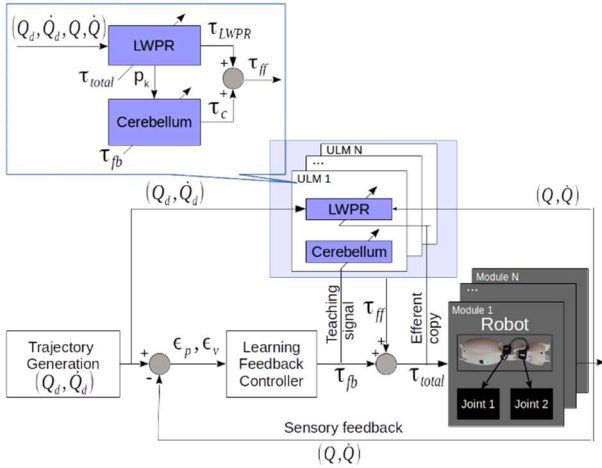 (Q_d, Q̇_d, Q, Q̇)
LWPR
τ_LWPR
+
τ_ff
τ_total
p_k
+
Cerebellum
τ_c
τ_fb
ULM N
...
ULM 1
(Q_d, Q̇_d)
(Q, Q̇)
LWPR
Cerebellum
Teaching signal
τ_ff
Efferent copy
Module N
...
Module 1
Robot
Trajectory
Generation
(Q_d, Q̇_d)
+
-
ϵ_p, ϵ_v
Learning
Feedback
Controller
τ_fb
+
+
τ_total
Joint 1
Joint 2
Sensory feedback
(Q, Q̇)